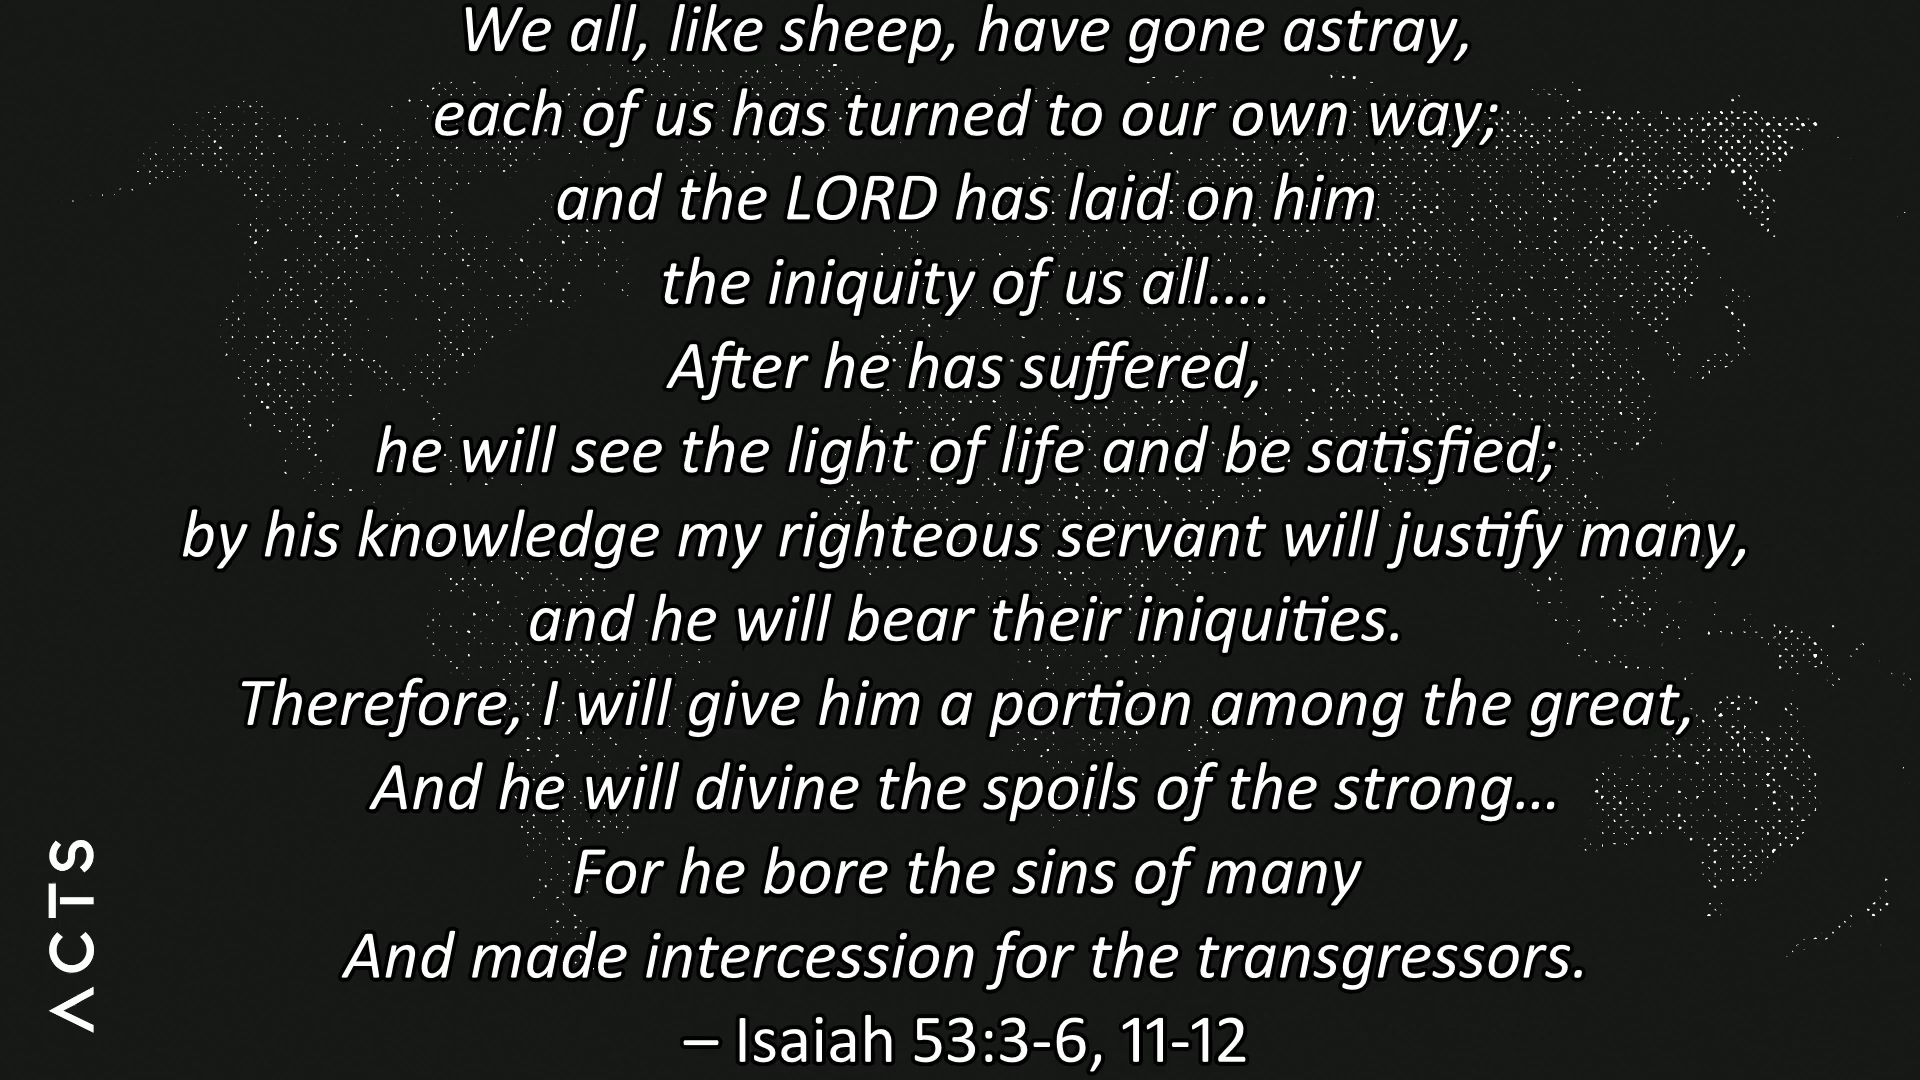 We all, like sheep, have gone astray,
each of us has turned to our own way;
and the LORD has laid on him
the iniquity of us all....
After he has suffered,
he will see the light of life and be satisfied;
by his knowledge my righteous servant will justify many,
and he will bear their iniquities.
Therefore, I will give him a portion among the great,
And he will divine the spoils of the strong...
For he bore the sins of many
And made intercession for the transgressors.
– Isaiah 53:3-6, 11-12
ACTS